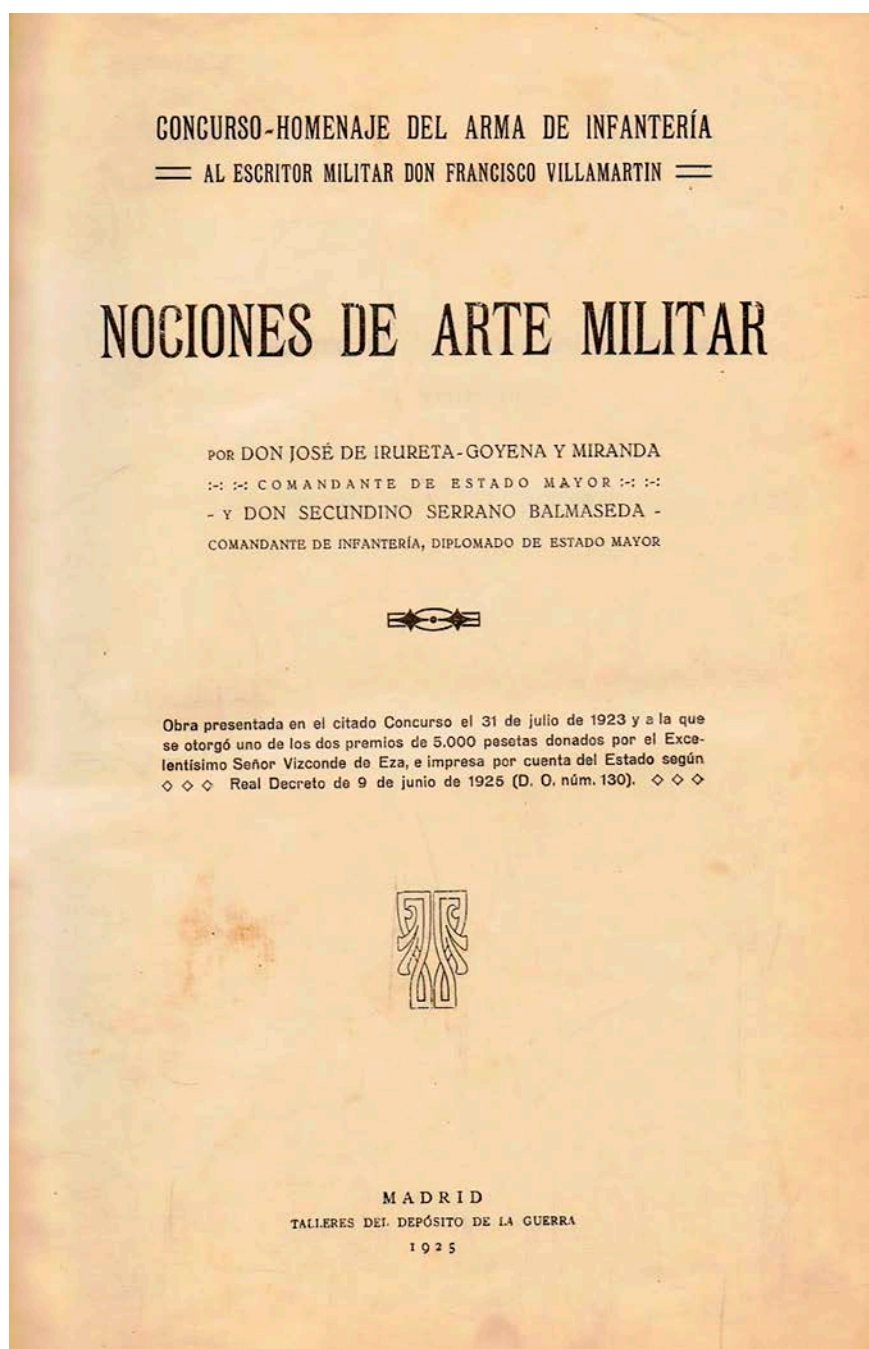 CONCURSO-HOMENAJE DEL ARMA DE INFANTERÍA
AL ESCRITOR MILITAR DON FRANCISCO VILLAMARTIN
NOCIONES DE ARTE MILITAR
POR DON JOSÉ DE IRURETA-GOYENA Y MIRANDA
:-: :-: COMANDANTE DE ESTADO MAYOR :-: :-:
- Y DON SECUNDINO SERRANO BALMASEDA -
COMANDANTE DE INFANTERÍA, DIPLOMADO DE ESTADO MAYOR
Obra presentada en el citado Concurso el 31 de julio de 1923 y a la que
se otorgó uno de los dos premios de 5.000 pesetas donados por el Exce-
lentísimo Señor Vizconde de Eza, e impresa por cuenta del Estado según
◇ ◇ ◇ Real Decreto de 9 de junio de 1925 (D. O. núm. 130). ◇ ◇ ◇
MADRID
TALLERES DEL DEPÓSITO DE LA GUERRA
1925